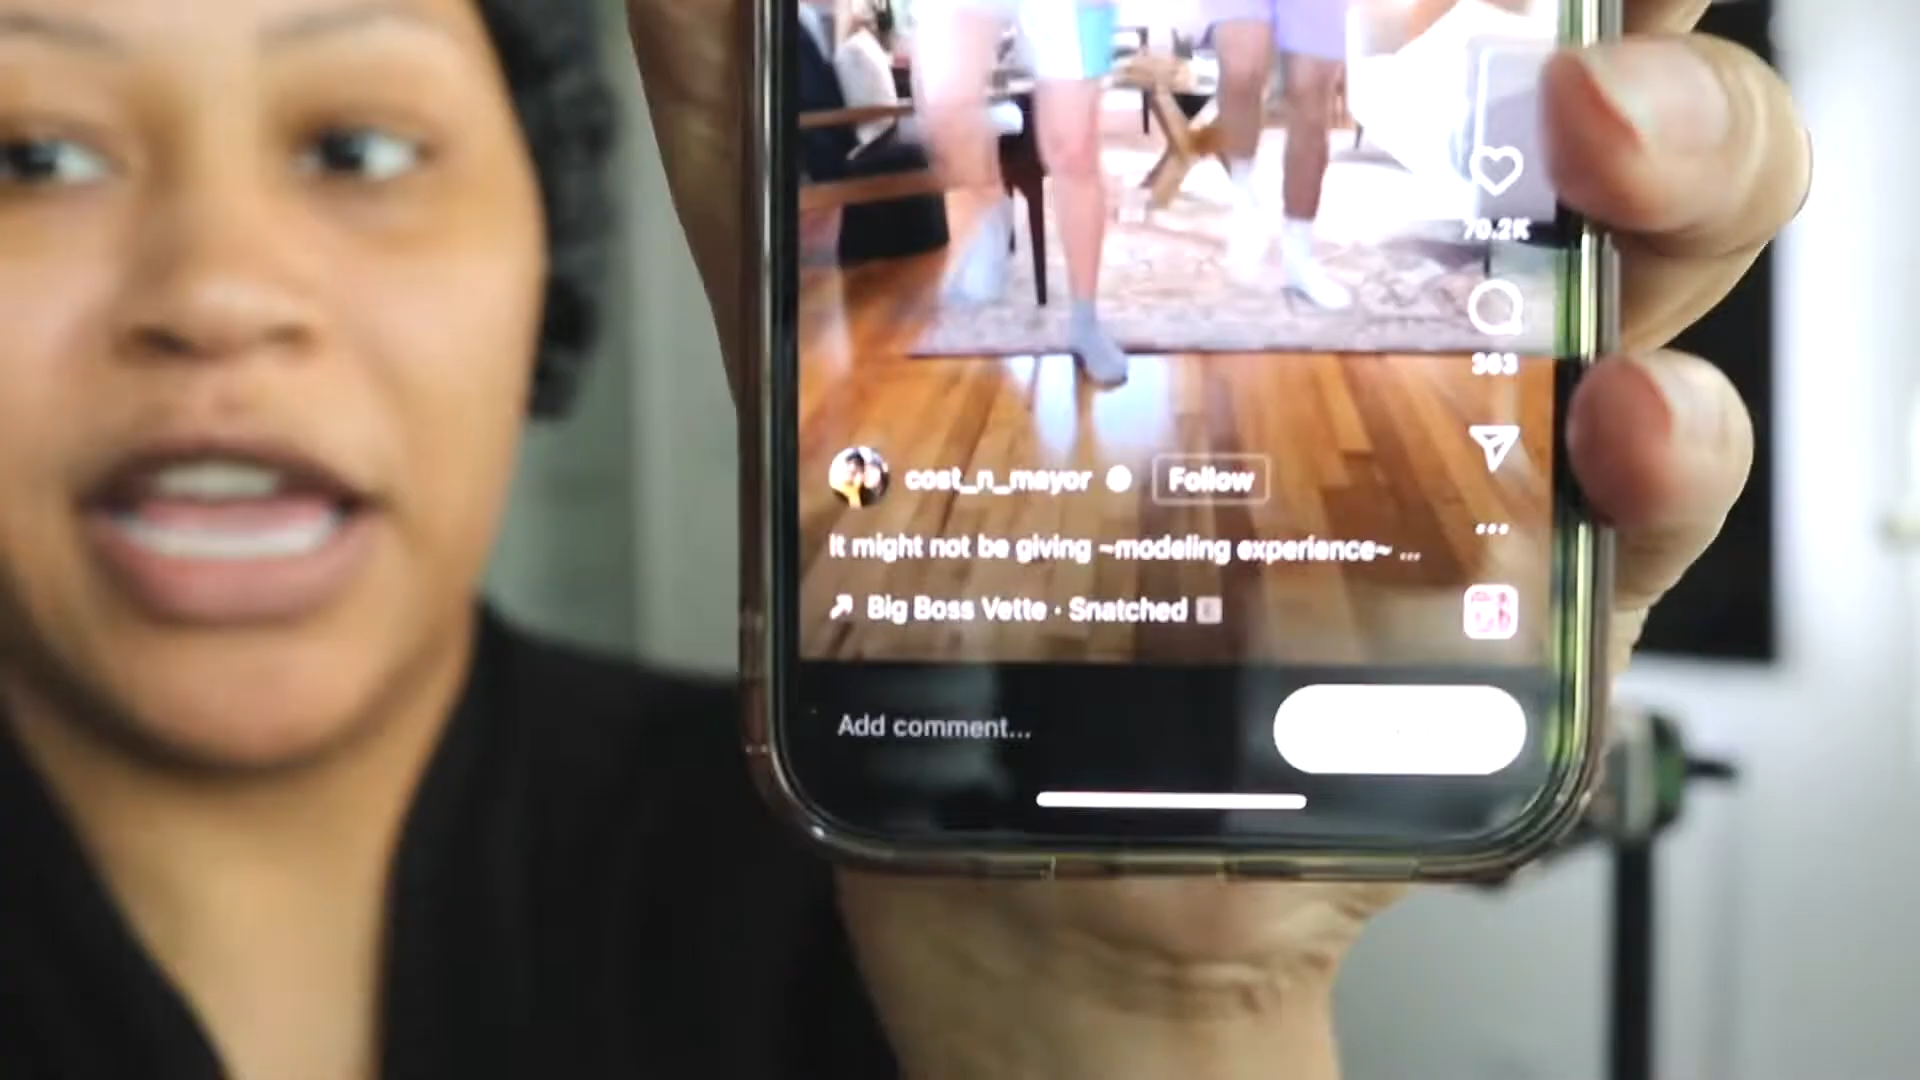 70.2K
363
cost_n_mayor Follow
It might not be giving ~modeling experience~ ...
Big Boss Vette · Snatched E
Add comment...